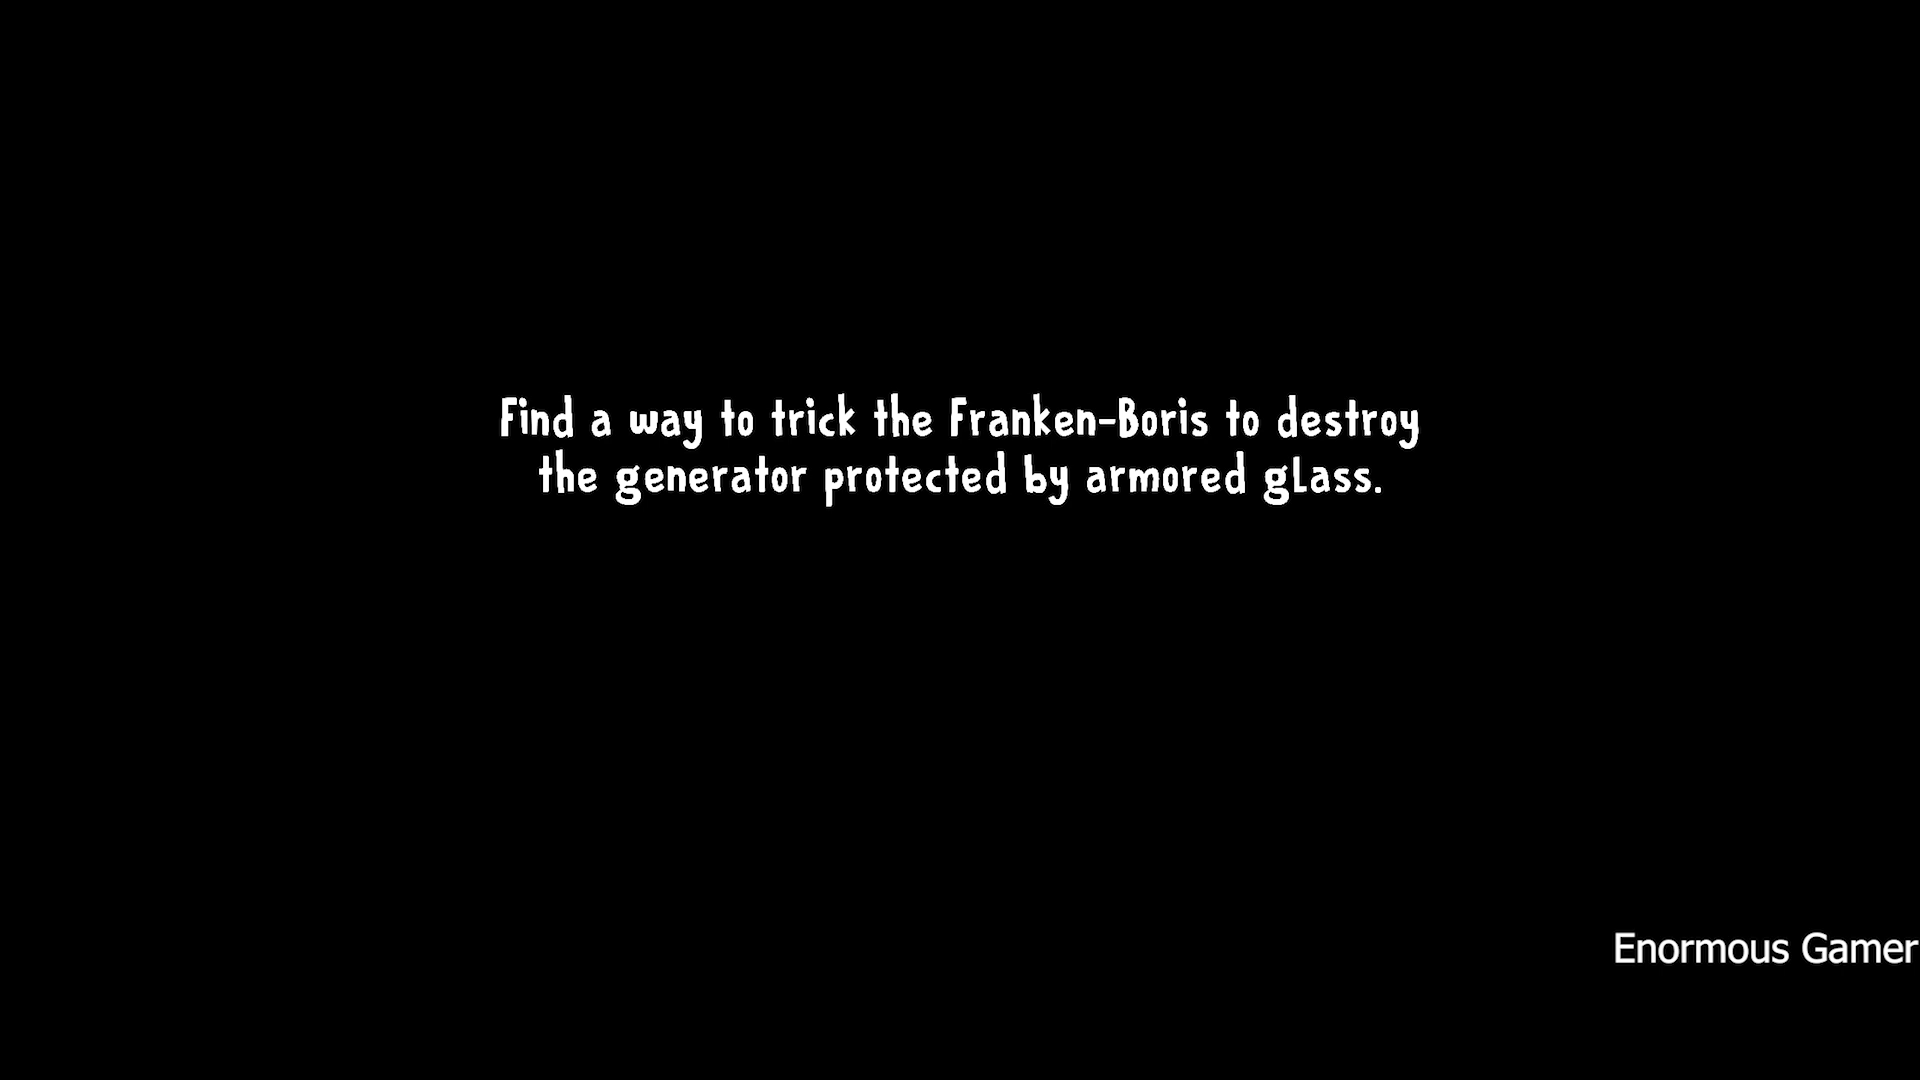 Find a way to trick the Franken-Boris to destroy
the generator protected by armored glass.
Enormous Gamer